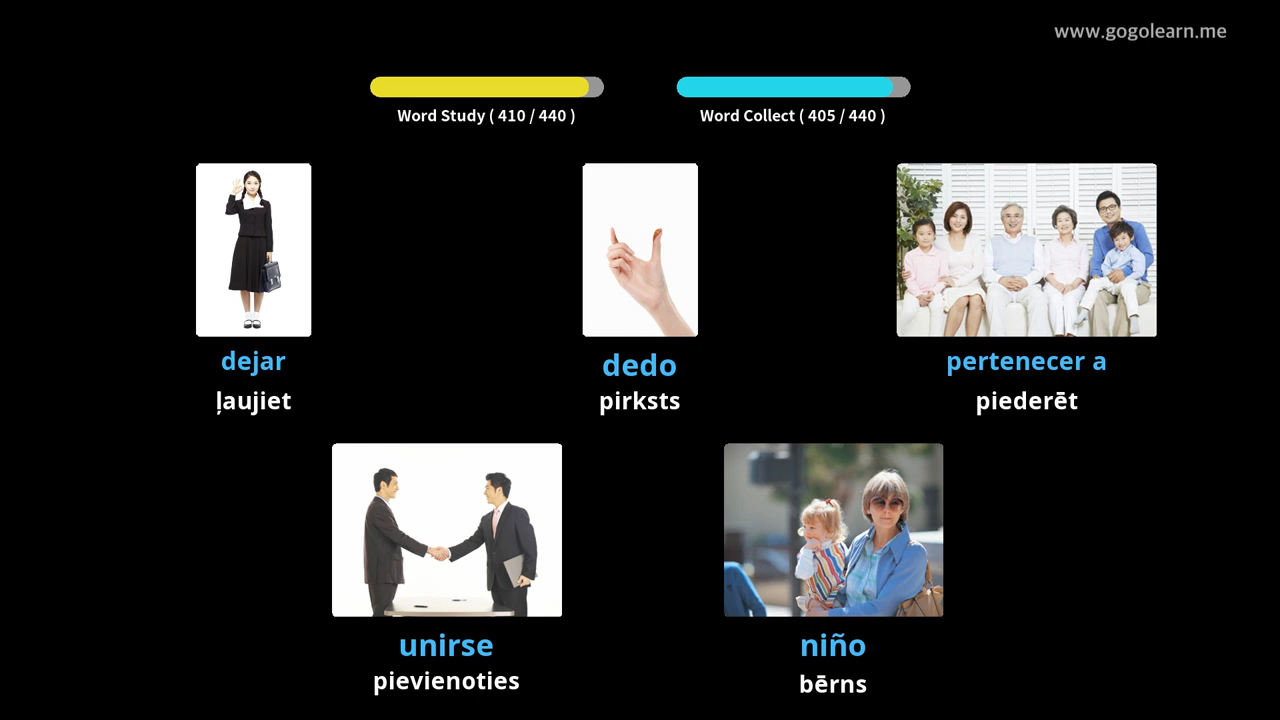 www.gogolearn.me
Word Study ( 410 / 440 )
Word Collect ( 405 / 440 )
dejar
ļaujiet
dedo
pirksts
pertenecer a
piederēt
unirse
pievienoties
niño
bērns